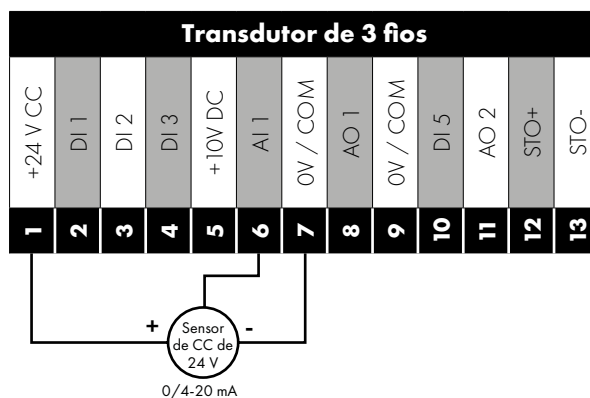 Transdutor de 3 fios
+24 V CC
DI 1
DI 2
DI 3
+10V DC
AI 1
0V / COM
AO 1
0V / COM
DI 5
AO 2
STO+
STO-
1
2
3
4
5
6
7
8
9
10
11
12
13
+
Sensor
de CC de
24 V
-
0/4-20 mA